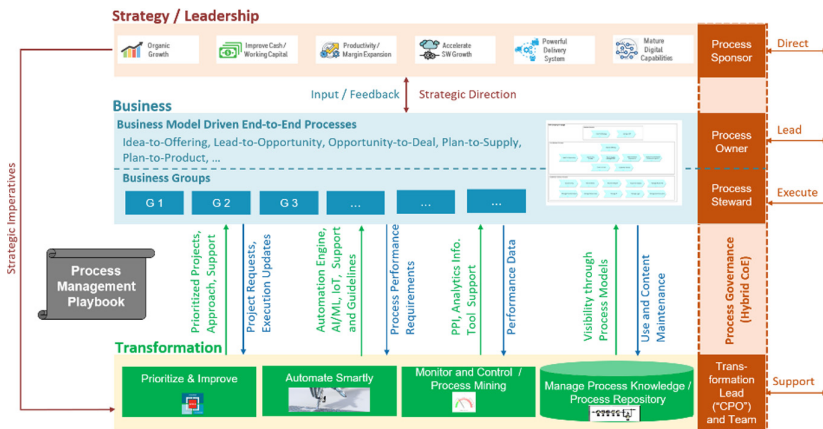 Strategy / Leadership
Organic
Growth
Improve Cash/
Working Capital
Productivity /
Margin Expansion
Accelerate
SW Growth
Powerful
Delivery
System
Mature
Digital
Capabilities
Process
Sponsor
Direct
Input / Feedback
Strategic Direction
Business
Business Model Driven End-to-End Processes
Idea-to-Offering, Lead-to-Opportunity, Opportunity-to-Deal, Plan-to-Supply,
Plan-to-Product, ...
Process
Owner
Lead
Business Groups
G 1
G 2
G 3
...
...
...
Process
Steward
Execute
Strategic Imperatives
Process
Management
Playbook
Prioritized Projects,
Approach, Support
Project Requests,
Execution Updates
Automation Engine,
AI/ML, IoT, Support
and Guidelines
Process Performance
Requirements
PPI, Analytics Info.
Tool Support
Performance Data
Visibility through
Process Models
Use and Content
Maintenance
Process Governance
(Hybrid CoE)
Transformation
Prioritize & Improve
Automate Smartly
Monitor and Control /
Process Mining
Manage Process Knowledge /
Process Repository
Trans-
formation
Lead
("CPO")
and Team
Support